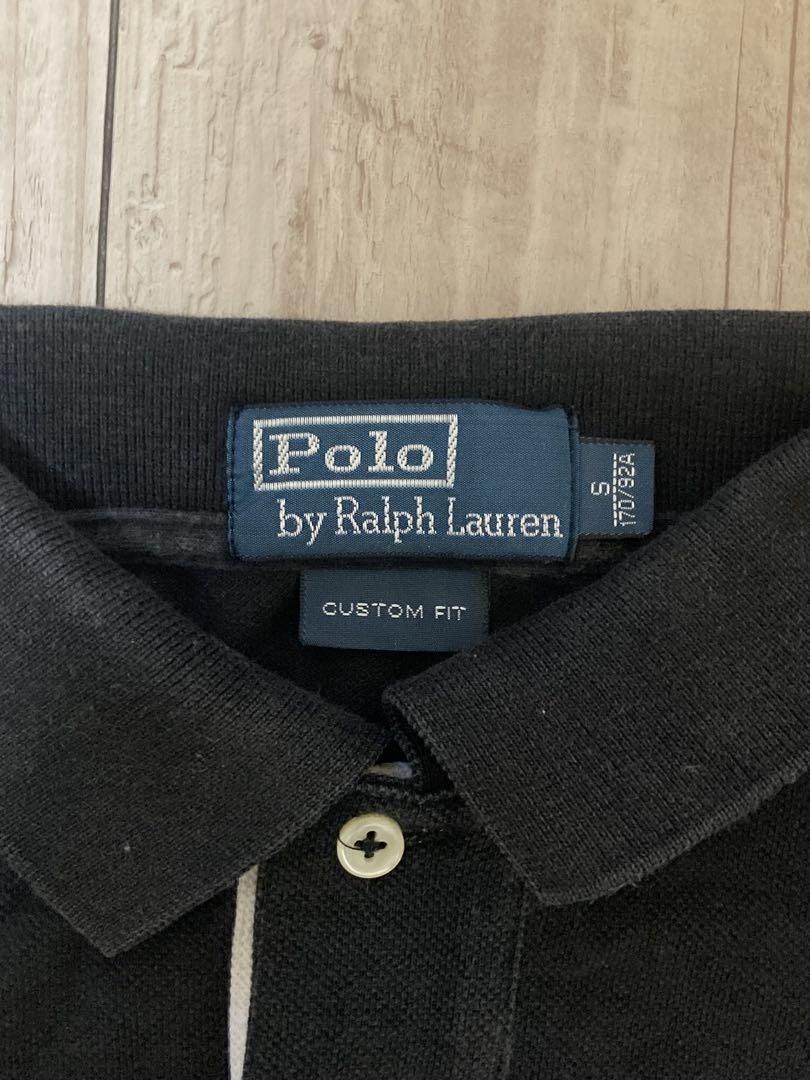 Polo
by Ralph Lauren
S
170/92A
CUSTOM FIT